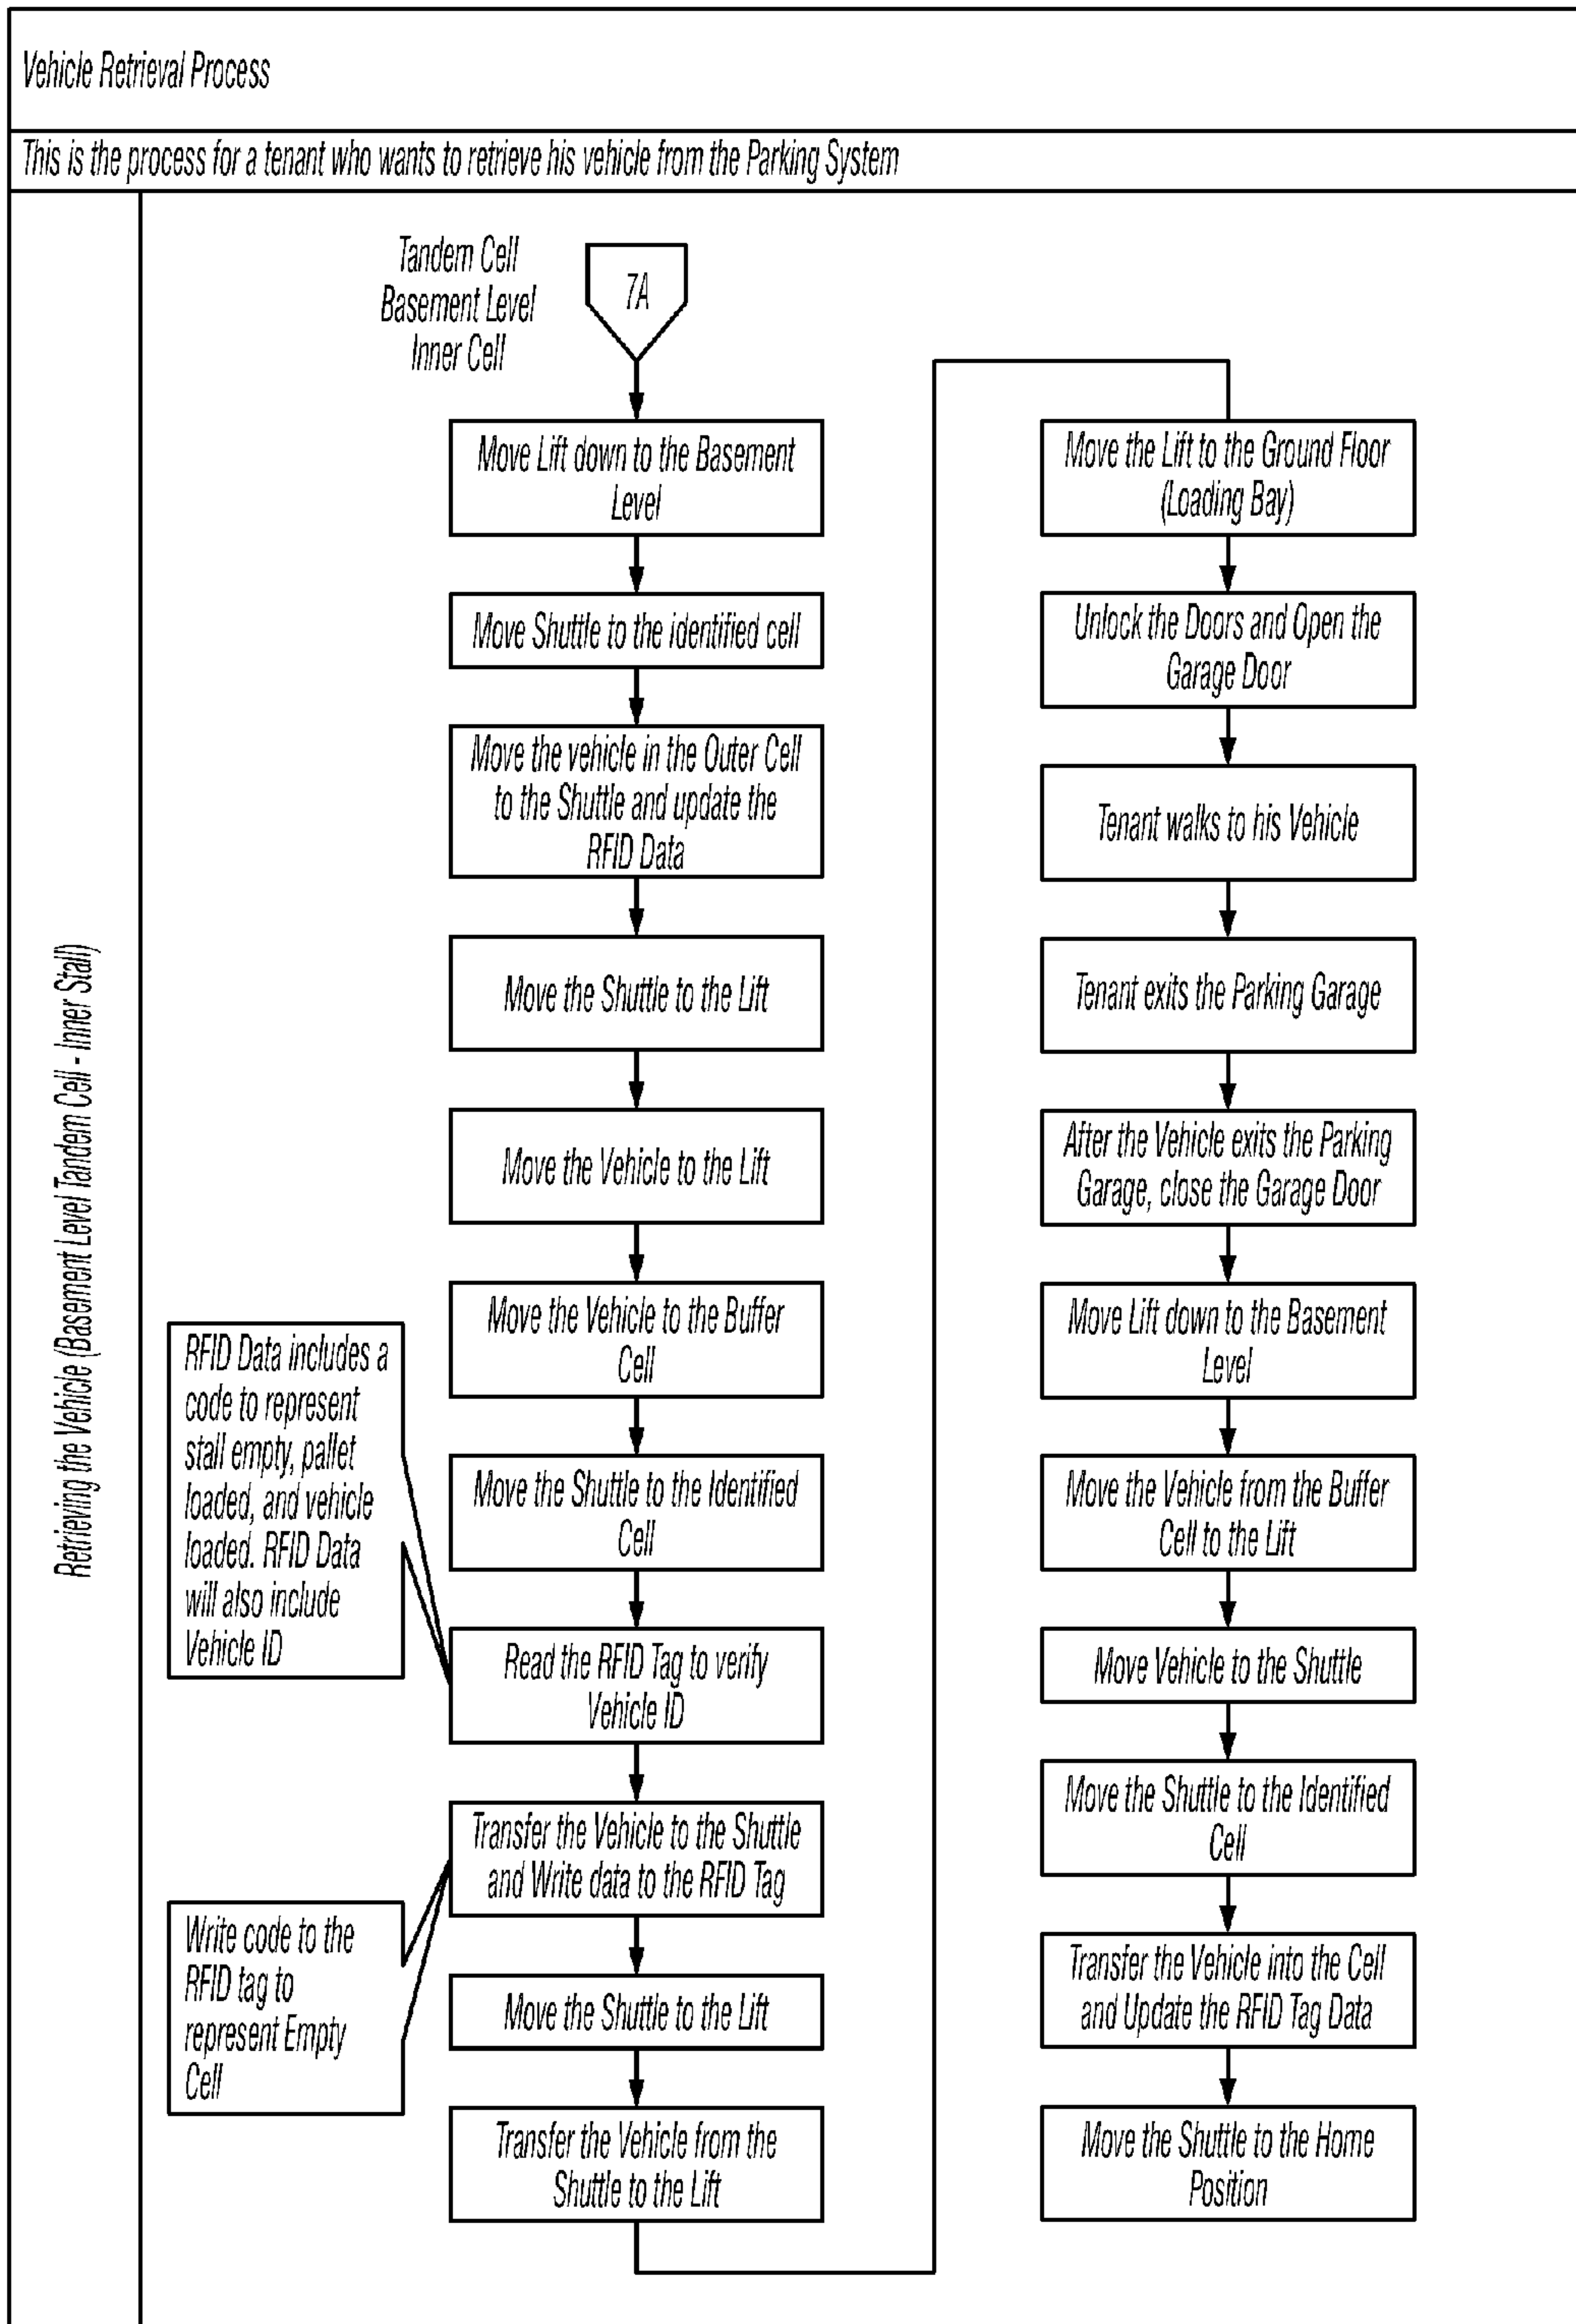 Vehicle Retrieval Process
This is the process for a tenant who wants to retrieve his vehicle from the Parking System
Retrieving the Vehicle (Basement Level Tandem Cell - Inner Stall)
Tandem Cell
Basement Level
Inner Cell
7A
Move Lift down to the Basement
Level
Move Shuttle to the identified cell
Move the vehicle in the Outer Cell
to the Shuttle and update the
RFID Data
Move the Shuttle to the Lift
Move the Vehicle to the Lift
Move the Vehicle to the Buffer
Cell
Move the Shuttle to the Identified
Cell
RFID Data includes a
code to represent
stall empty, pallet
loaded, and vehicle
loaded. RFID Data
will also include
Vehicle ID
Read the RFID Tag to verify
Vehicle ID
Transfer the Vehicle to the Shuttle
and Write data to the RFID Tag
Write code to the
RFID tag to
represent Empty
Cell
Move the Shuttle to the Lift
Transfer the Vehicle from the
Shuttle to the Lift
Move the Lift to the Ground Floor
(Loading Bay)
Unlock the Doors and Open the
Garage Door
Tenant walks to his Vehicle
Tenant exits the Parking Garage
After the Vehicle exits the Parking
Garage, close the Garage Door
Move Lift down to the Basement
Level
Move the Vehicle from the Buffer
Cell to the Lift
Move Vehicle to the Shuttle
Move the Shuttle to the Identified
Cell
Transfer the Vehicle into the Cell
and Update the RFID Tag Data
Move the Shuttle to the Home
Position